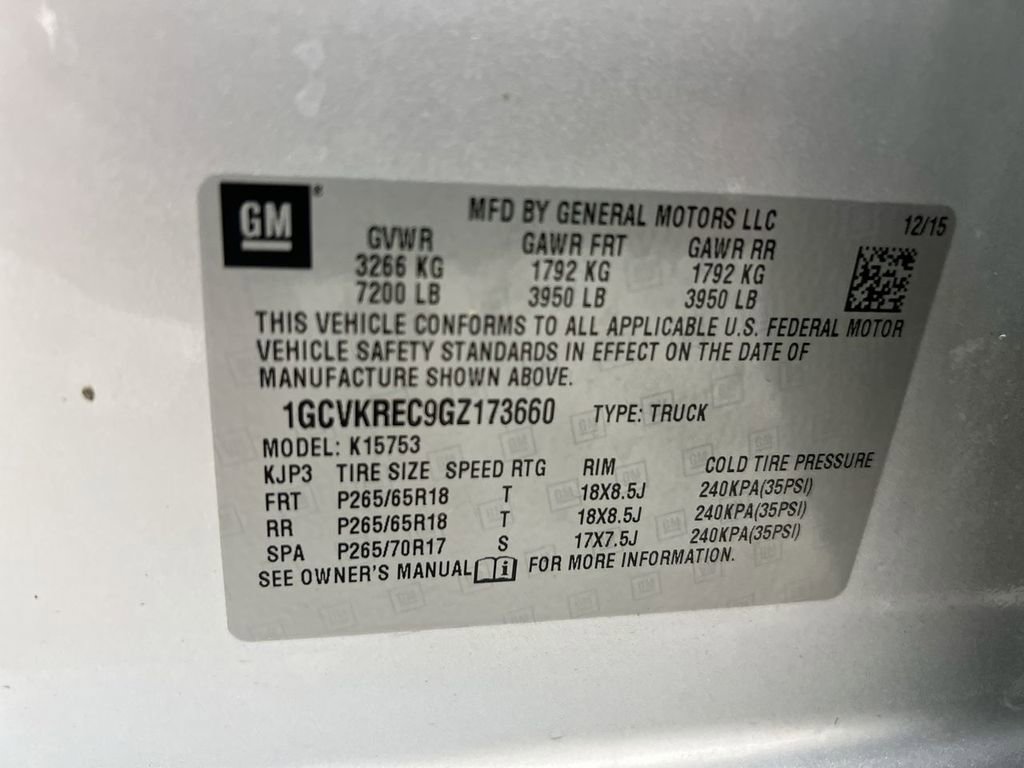 GM®
MFD BY GENERAL MOTORS LLC
12/15
GVWR GAWR FRT GAWR RR
3266 KG 1792 KG 1792 KG
7200 LB 3950 LB 3950 LB
THIS VEHICLE CONFORMS TO ALL APPLICABLE U.S. FEDERAL MOTOR
VEHICLE SAFETY STANDARDS IN EFFECT ON THE DATE OF
MANUFACTURE SHOWN ABOVE.
1GCVKREC9GZ173660 TYPE: TRUCK
MODEL: K15753
KJP3 TIRE SIZE SPEED RTG RIM COLD TIRE PRESSURE
FRT P265/65R18 T 18X8.5J 240KPA(35PSI)
RR P265/65R18 T 18X8.5J 240KPA(35PSI)
SPA P265/70R17 S 17X7.5J 240KPA(35PSI)
SEE OWNER'S MANUAL i FOR MORE INFORMATION.